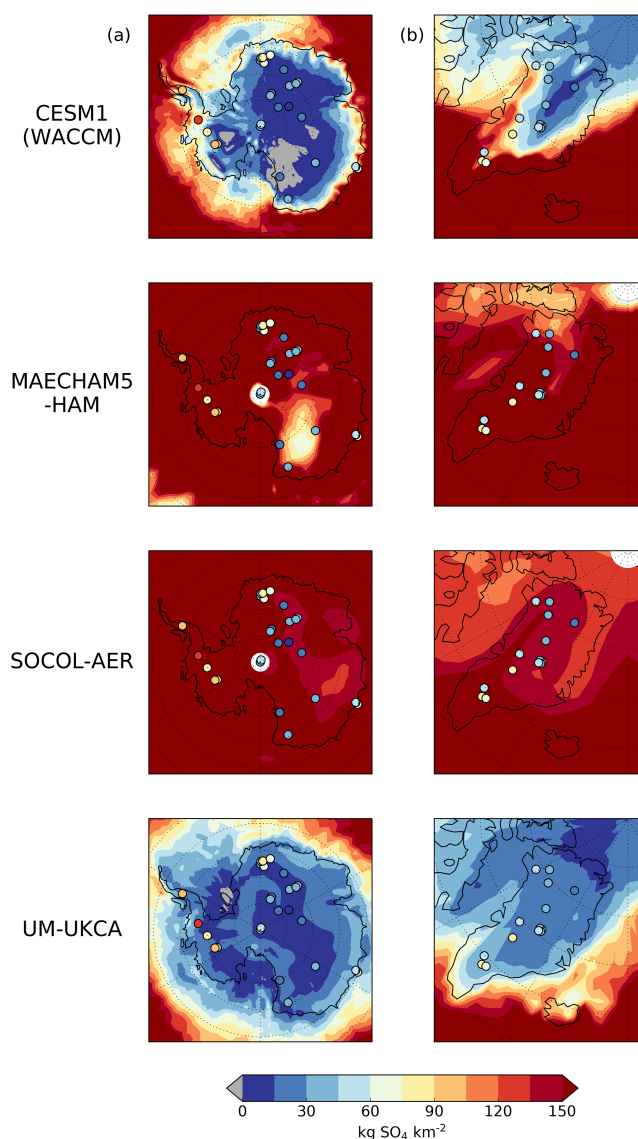 (a)
(b)
CESM1
(WACCM)
MAECHAM5
-HAM
SOCOL-AER
UM-UKCA
0 30 60 90 120 150
kg SO₄ km⁻²